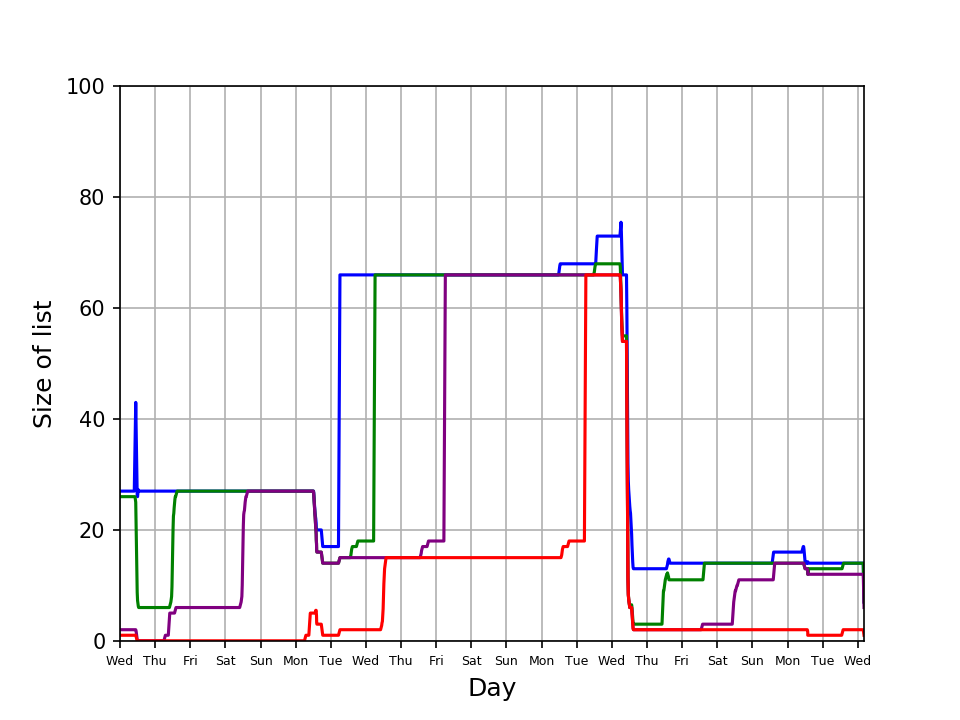 100
80
60
40
20
0
Size of list
Wed Thu Fri Sat Sun Mon Tue Wed Thu Fri Sat Sun Mon Tue Wed Thu Fri Sat Sun Mon Tue Wed
Day